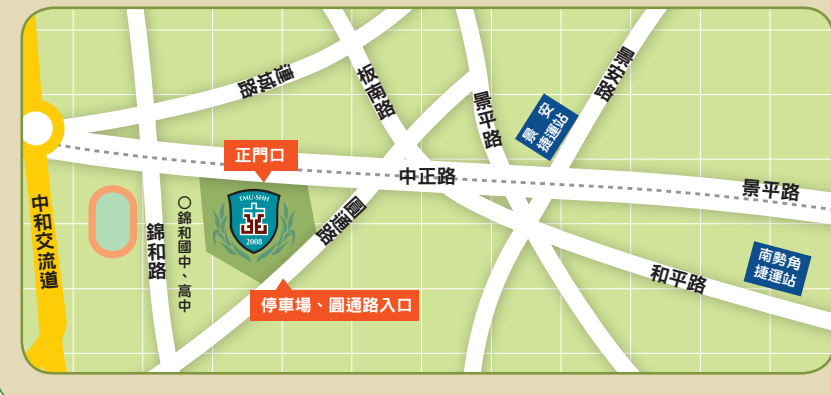 連城路
板南路
景平路
景安路
景安
捷運站
正門口
中正路
景平路
TMU-SHH
2008
中和交流道
錦和路
○錦和國中、高中
圓通路
停車場、圓通路入口
和平路
南勢角
捷運站